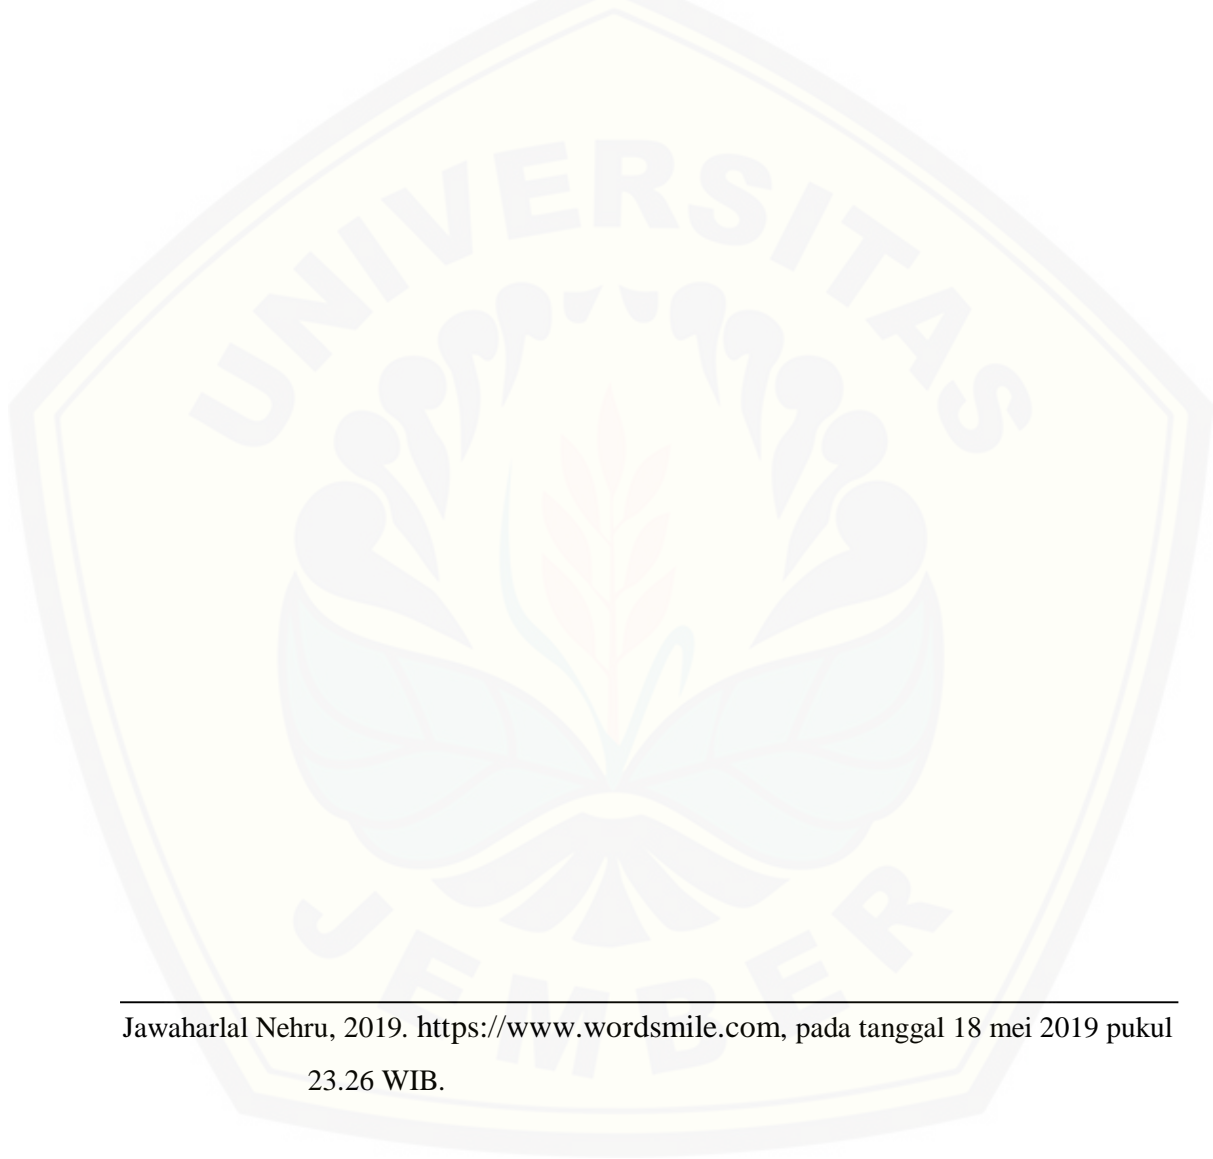 UNIVERSITAS
JEMBER
Jawaharlal Nehru, 2019. https://www.wordsmile.com, pada tanggal 18 mei 2019 pukul
23.26 WIB.